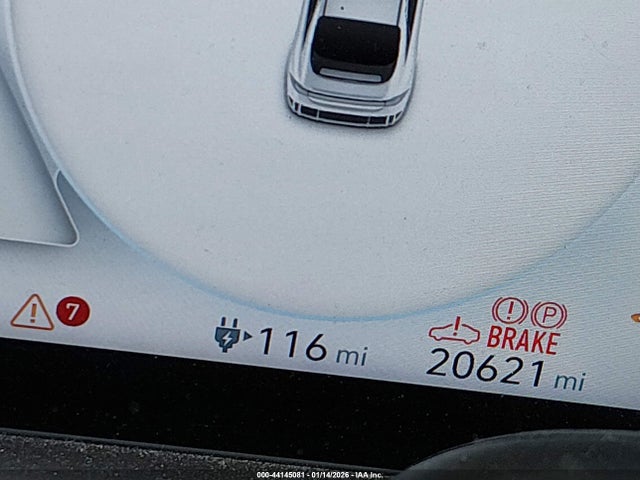 7
116 mi
! P
!
BRAKE
20621 mi
000-44145081 - 01/14/2026 - IAA Inc.